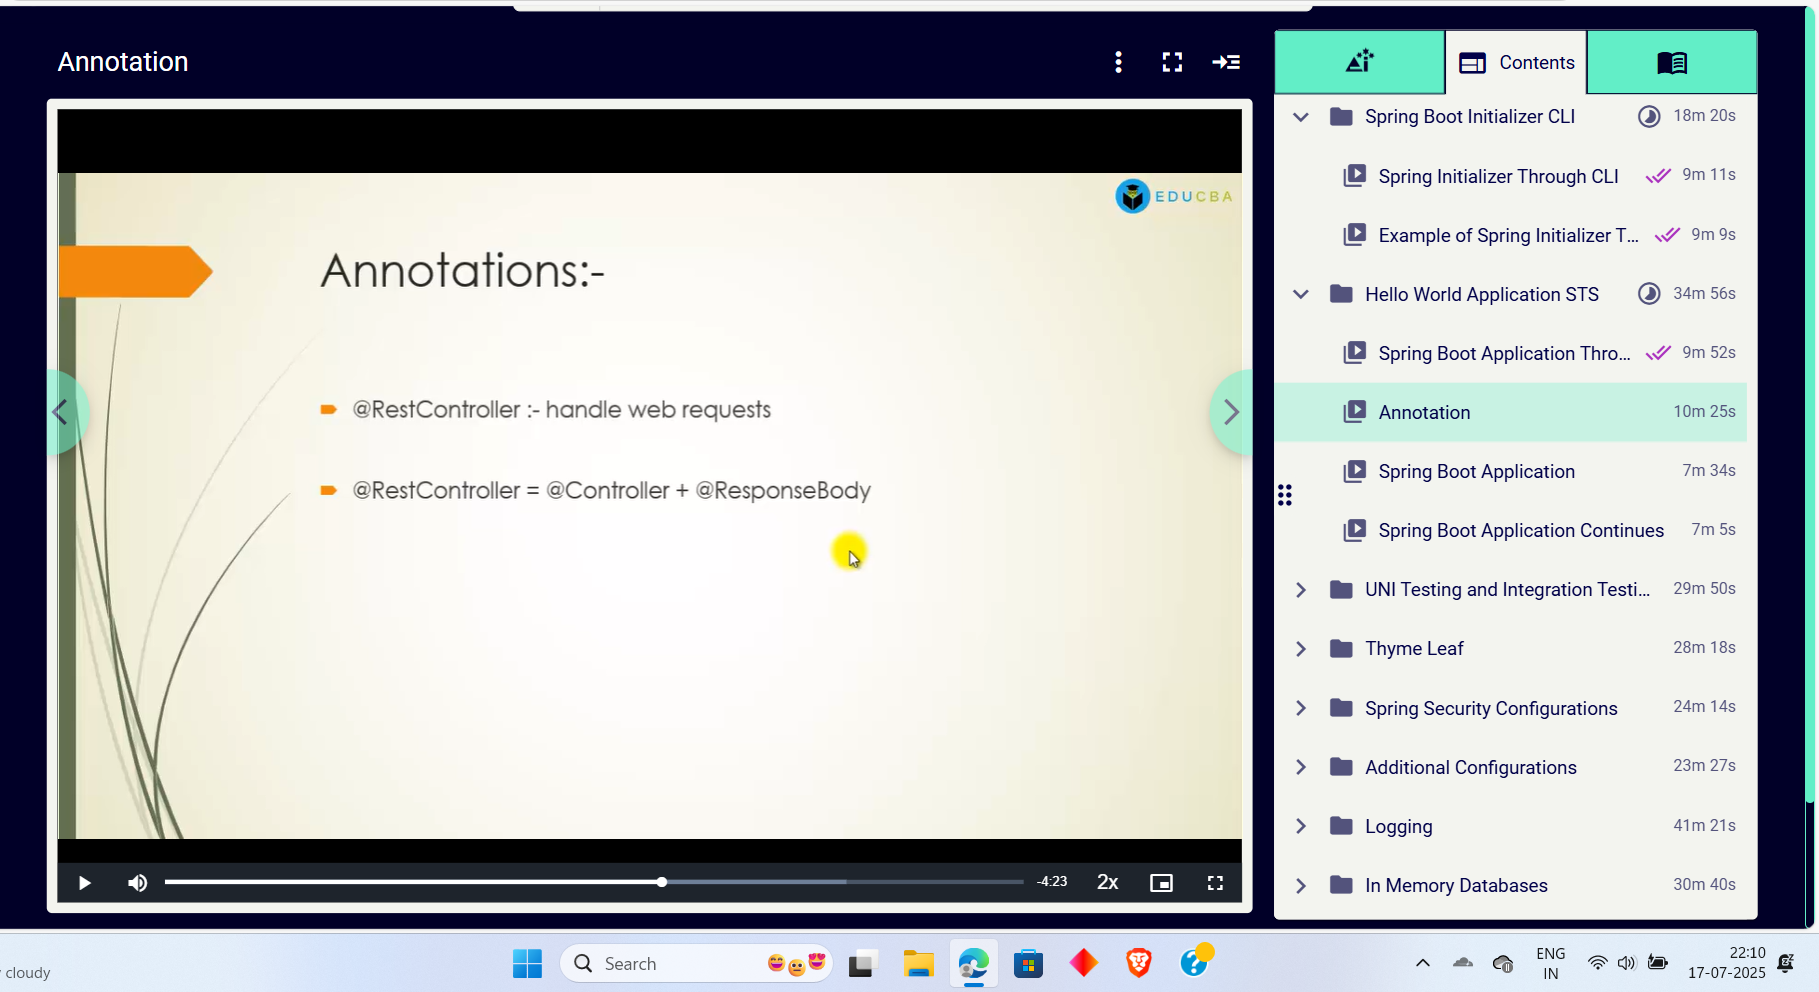 Annotation
EDUCBA
Annotations:-
@RestController :- handle web requests
@RestController = @Controller + @ResponseBody
-4:23
2x
Contents
Spring Boot Initializer CLI 18m 20s
Spring Initializer Through CLI 9m 11s
Example of Spring Initializer T... 9m 9s
Hello World Application STS 34m 56s
Spring Boot Application Thro... 9m 52s
Annotation 10m 25s
Spring Boot Application 7m 34s
Spring Boot Application Continues 7m 5s
UNI Testing and Integration Testi... 29m 50s
Thyme Leaf 28m 18s
Spring Security Configurations 24m 14s
Additional Configurations 23m 27s
Logging 41m 21s
In Memory Databases 30m 40s
cloudy
Search
ENG
IN
22:10
17-07-2025